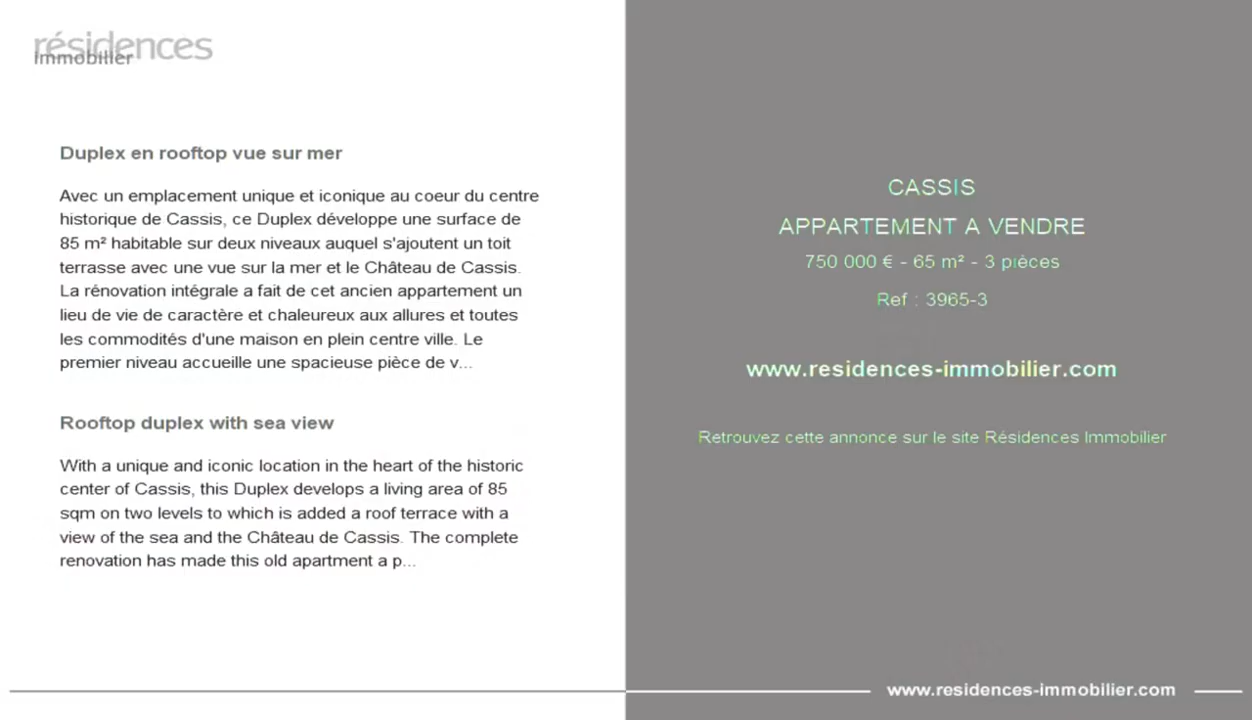 résidences
immobilier
Duplex en rooftop vue sur mer
Avec un emplacement unique et iconique au coeur du centre
historique de Cassis, ce Duplex développe une surface de
85 m² habitable sur deux niveaux auquel s'ajoutent un toit
terrasse avec une vue sur la mer et le Château de Cassis.
La rénovation intégrale a fait de cet ancien appartement un
lieu de vie de caractère et chaleureux aux allures et toutes
les commodités d'une maison en plein centre ville. Le
premier niveau accueille une spacieuse pièce de v...
Rooftop duplex with sea view
With a unique and iconic location in the heart of the historic
center of Cassis, this Duplex develops a living area of 85
sqm on two levels to which is added a roof terrace with a
view of the sea and the Château de Cassis. The complete
renovation has made this old apartment a p...
CASSIS
APPARTEMENT A VENDRE
750 000 € - 65 m² - 3 pièces
Ref : 3965-3
www.residences-immobilier.com
Retrouvez cette annonce sur le site Résidences Immobilier
www.residences-immobilier.com